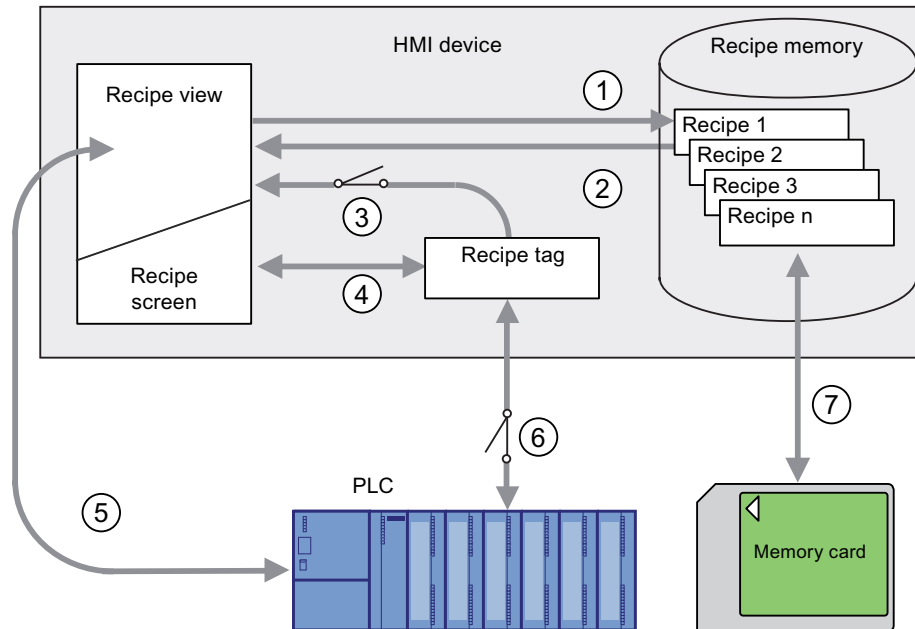 HMI device
Recipe memory
Recipe view
1
Recipe 1
Recipe 2
2
Recipe 3
3
Recipe n
Recipe tag
4
Recipe
screen
7
6
PLC
5
Memory card